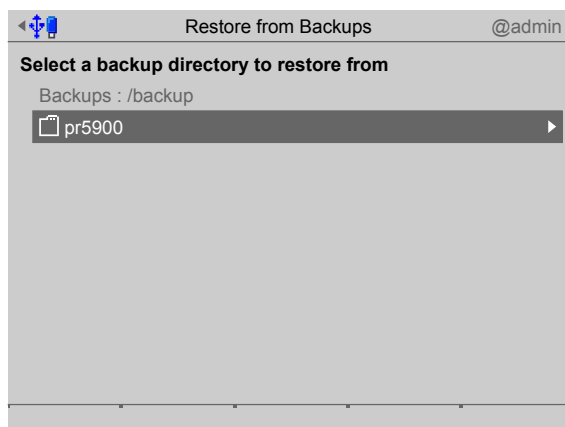 Restore from Backups @admin
Select a backup directory to restore from
Backups : /backup
pr5900